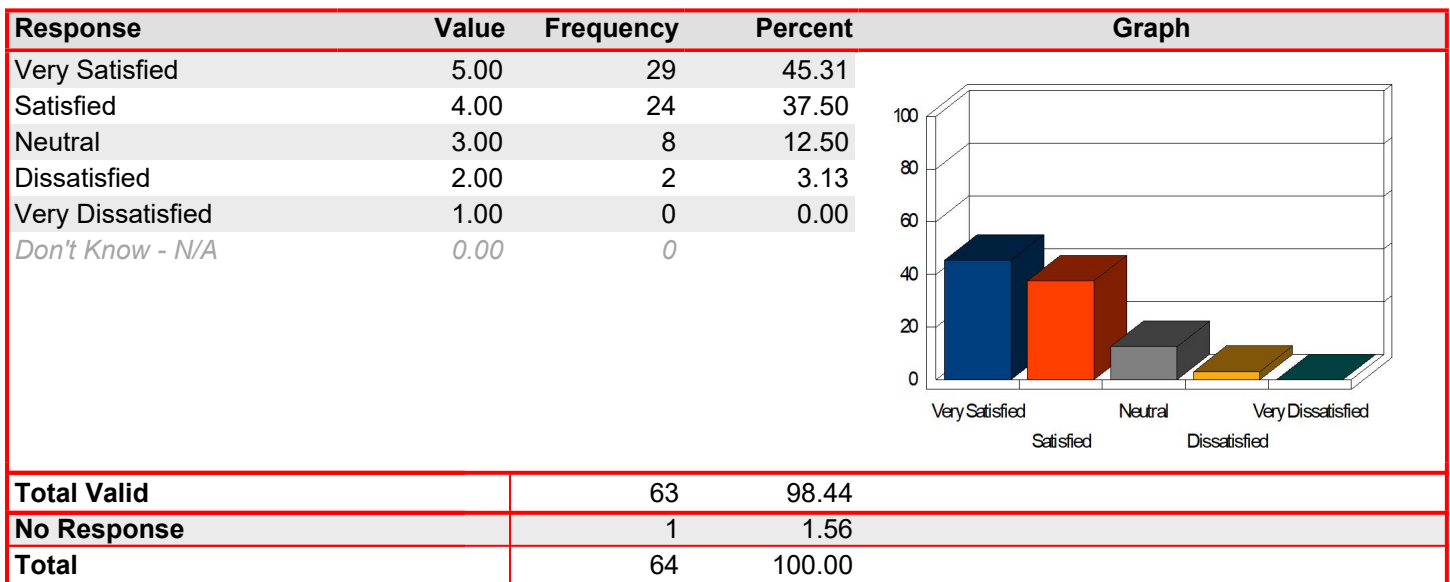 Response Value Frequency Percent Graph
Very Satisfied 5.00 29 45.31
Satisfied 4.00 24 37.50
Neutral 3.00 8 12.50
Dissatisfied 2.00 2 3.13
Very Dissatisfied 1.00 0 0.00
Don't Know - N/A 0.00 0
100
80
60
40
20
0
Very Satisfied Neutral Very Dissatisfied
Satisfied Dissatisfied
Total Valid 63 98.44
No Response 1 1.56
Total 64 100.00